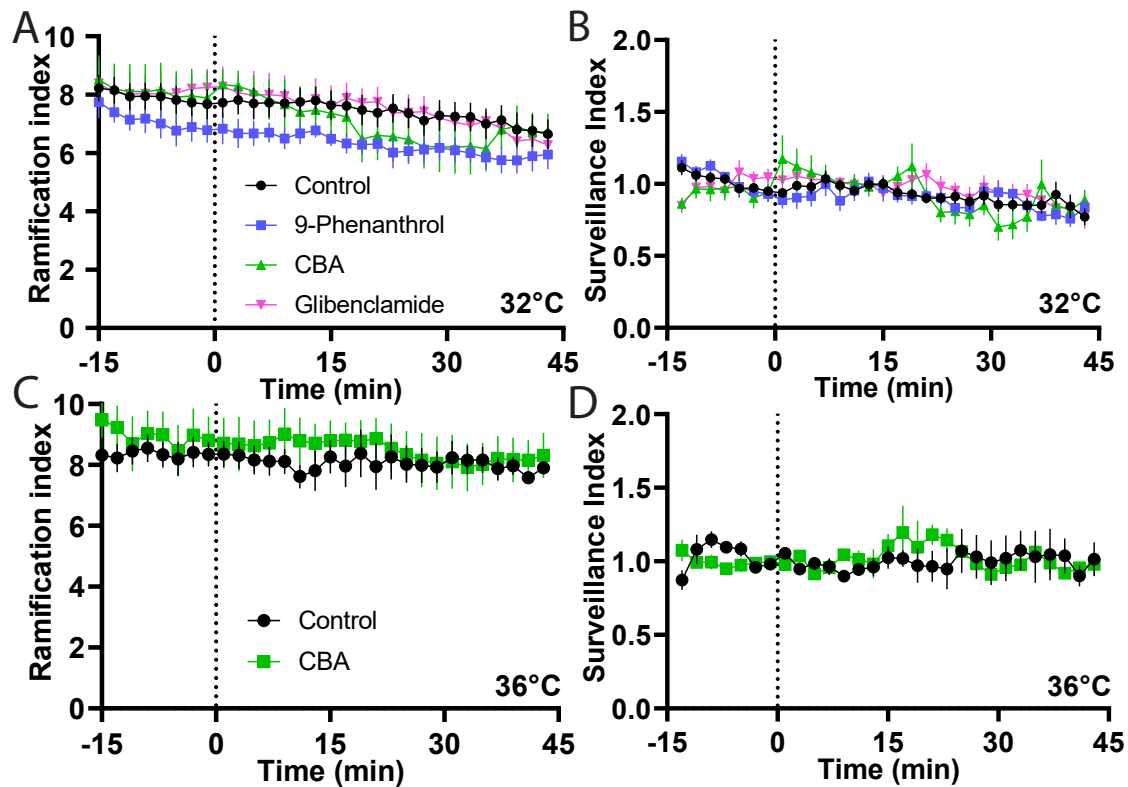 A
Ramification index
10
8
6
4
2
0
Control
9-Phenanthrol
CBA
Glibenclamide
32°C
-15
0
15
30
45
Time (min)
B
Surveillance Index
2.0
1.5
1.0
0.5
0.0
32°C
-15
0
15
30
45
Time (min)
C
Ramification index
10
8
6
4
2
0
Control
CBA
36°C
-15
0
15
30
45
Time (min)
D
Surveillance Index
2.0
1.5
1.0
0.5
0.0
36°C
-15
0
15
30
45
Time (min)